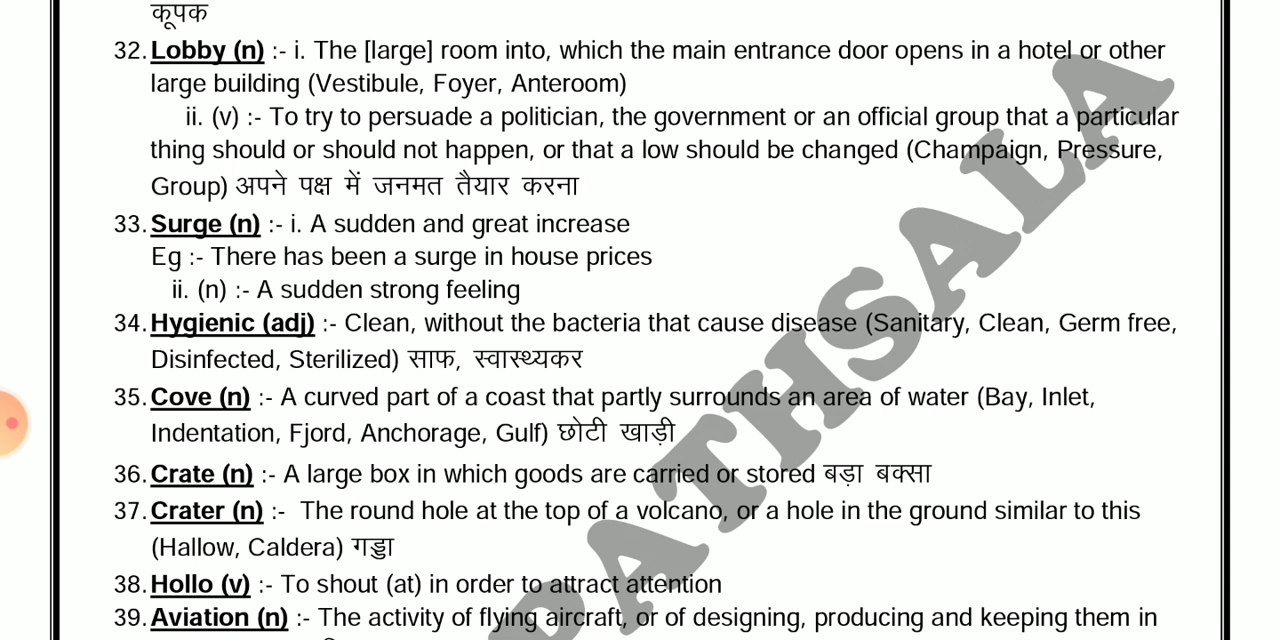 कूपक
32. Lobby (n) :- i. The [large] room into, which the main entrance door opens in a hotel or other
large building (Vestibule, Foyer, Anteroom)
ii. (v) :- To try to persuade a politician, the government or an official group that a particular
thing should or should not happen, or that a low should be changed (Champaign, Pressure,
Group) अपने पक्ष में जनमत तैयार करना
33. Surge (n) :- i. A sudden and great increase
Eg :- There has been a surge in house prices
ii. (n) :- A sudden strong feeling
34. Hygienic (adj) :- Clean, without the bacteria that cause disease (Sanitary, Clean, Germ free,
Disinfected, Sterilized) साफ, स्वास्थ्यकर
35. Cove (n) :- A curved part of a coast that partly surrounds an area of water (Bay, Inlet,
Indentation, Fjord, Anchorage, Gulf) छोटी खाड़ी
36. Crate (n) :- A large box in which goods are carried or stored बड़ा बक्सा
37. Crater (n) :- The round hole at the top of a volcano, or a hole in the ground similar to this
(Hallow, Caldera) गड्डा
38. Hollo (v) :- To shout (at) in order to attract attention
39. Aviation (n) :- The activity of flying aircraft, or of designing, producing and keeping them in
PATHSALA